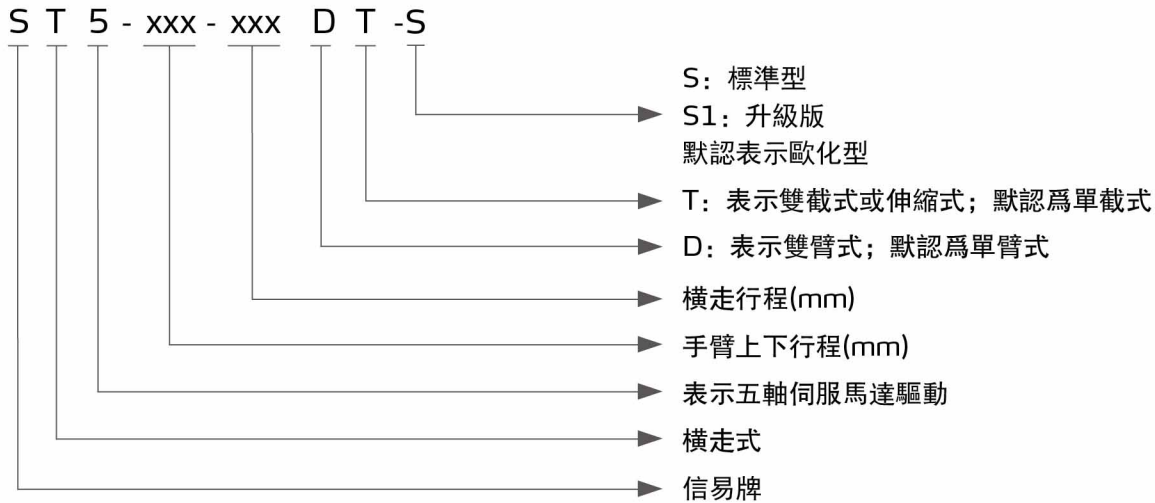 S T 5 - xxx - xxx D T -S
S：標準型
S1：升級版
默認表示歐化型
T：表示雙截式或伸縮式；默認爲單截式
D：表示雙臂式；默認爲單臂式
橫走行程(mm)
手臂上下行程(mm)
表示五軸伺服馬達驅動
橫走式
信易牌